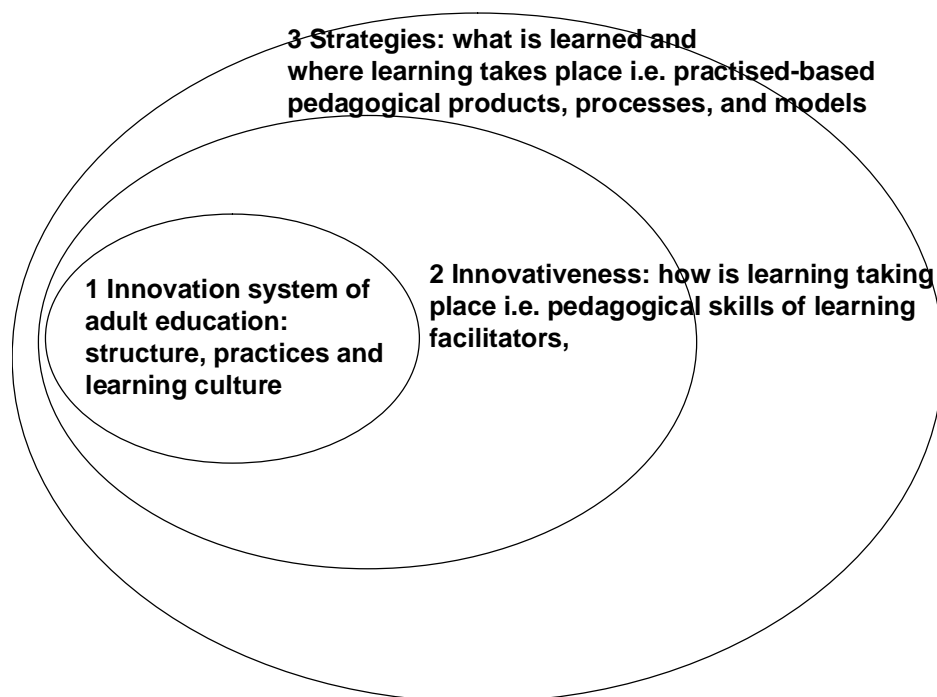 3 Strategies: what is learned and
where learning takes place i.e. practised-based
pedagogical products, processes, and models
2 Innovativeness: how is learning taking
place i.e. pedagogical skills of learning
facilitators,
1 Innovation system of
adult education:
structure, practices and
learning culture